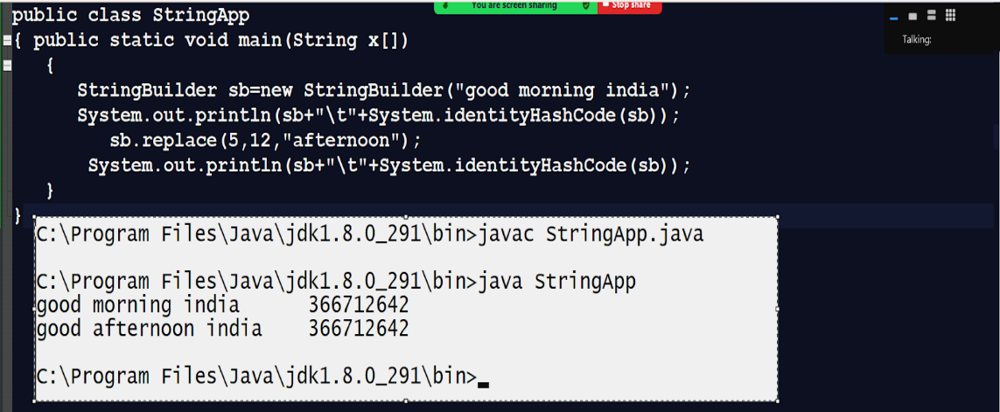 You are screen sharing
Stop share
Talking:
public class StringApp
{ public static void main(String x[])
{
StringBuilder sb=new StringBuilder("good morning india");
System.out.println(sb+"\t"+System.identityHashCode(sb));
sb.replace(5,12,"afternoon");
System.out.println(sb+"\t"+System.identityHashCode(sb));
}
}
C:\Program Files\Java\jdk1.8.0_291\bin>javac StringApp.java
C:\Program Files\Java\jdk1.8.0_291\bin>java StringApp
good morning india 366712642
good afternoon india 366712642
C:\Program Files\Java\jdk1.8.0_291\bin>